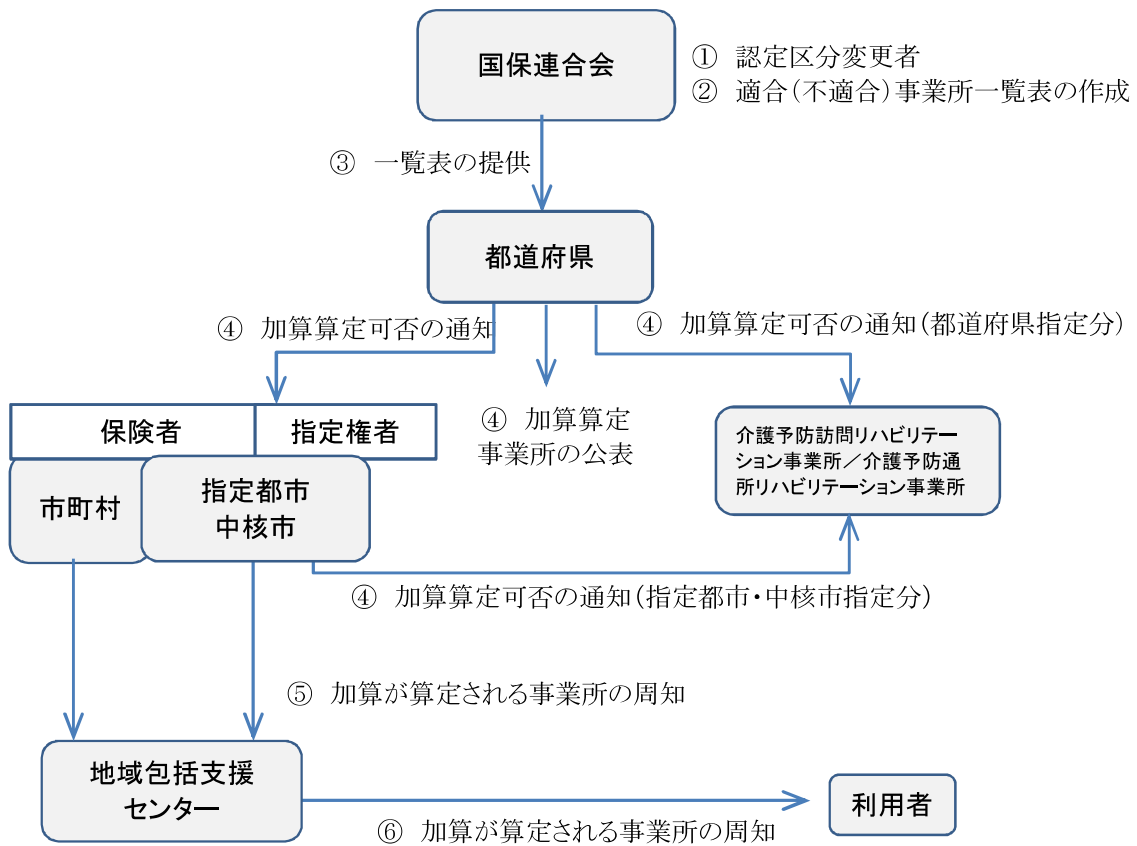 国保連合会
① 認定区分変更者
② 適合(不適合)事業所一覧表の作成
③ 一覧表の提供
都道府県
④ 加算算定可否の通知
④ 加算算定可否の通知(都道府県指定分)
保険者
指定権者
④ 加算算定
事業所の公表
介護予防訪問リハビリテー
ション事業所／介護予防通
所リハビリテーション事業所
市町村
指定都市
中核市
④ 加算算定可否の通知(指定都市・中核市指定分)
⑤ 加算が算定される事業所の周知
地域包括支援
センター
利用者
⑥ 加算が算定される事業所の周知